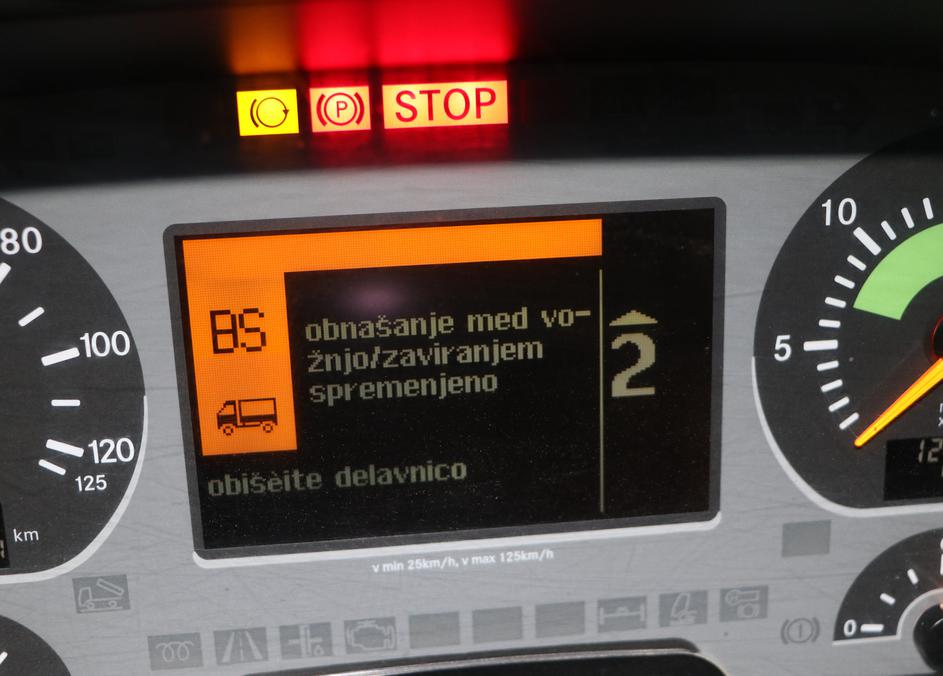 P STOP
80
100
120
125
km
BS
obnašanje med vo-
žnjo/zaviranjem
spremenjeno
2
obišèite delavnico
v min 25km/h, v max 125km/h
10
5
12
0